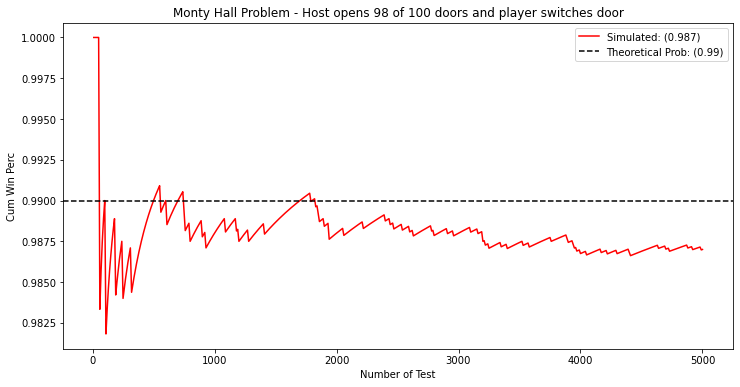 Monty Hall Problem - Host opens 98 of 100 doors and player switches door
Simulated: (0.987)
Theoretical Prob: (0.99)
Cum Win Perc
1.0000
0.9975
0.9950
0.9925
0.9900
0.9875
0.9850
0.9825
0 1000 2000 3000 4000 5000
Number of Test